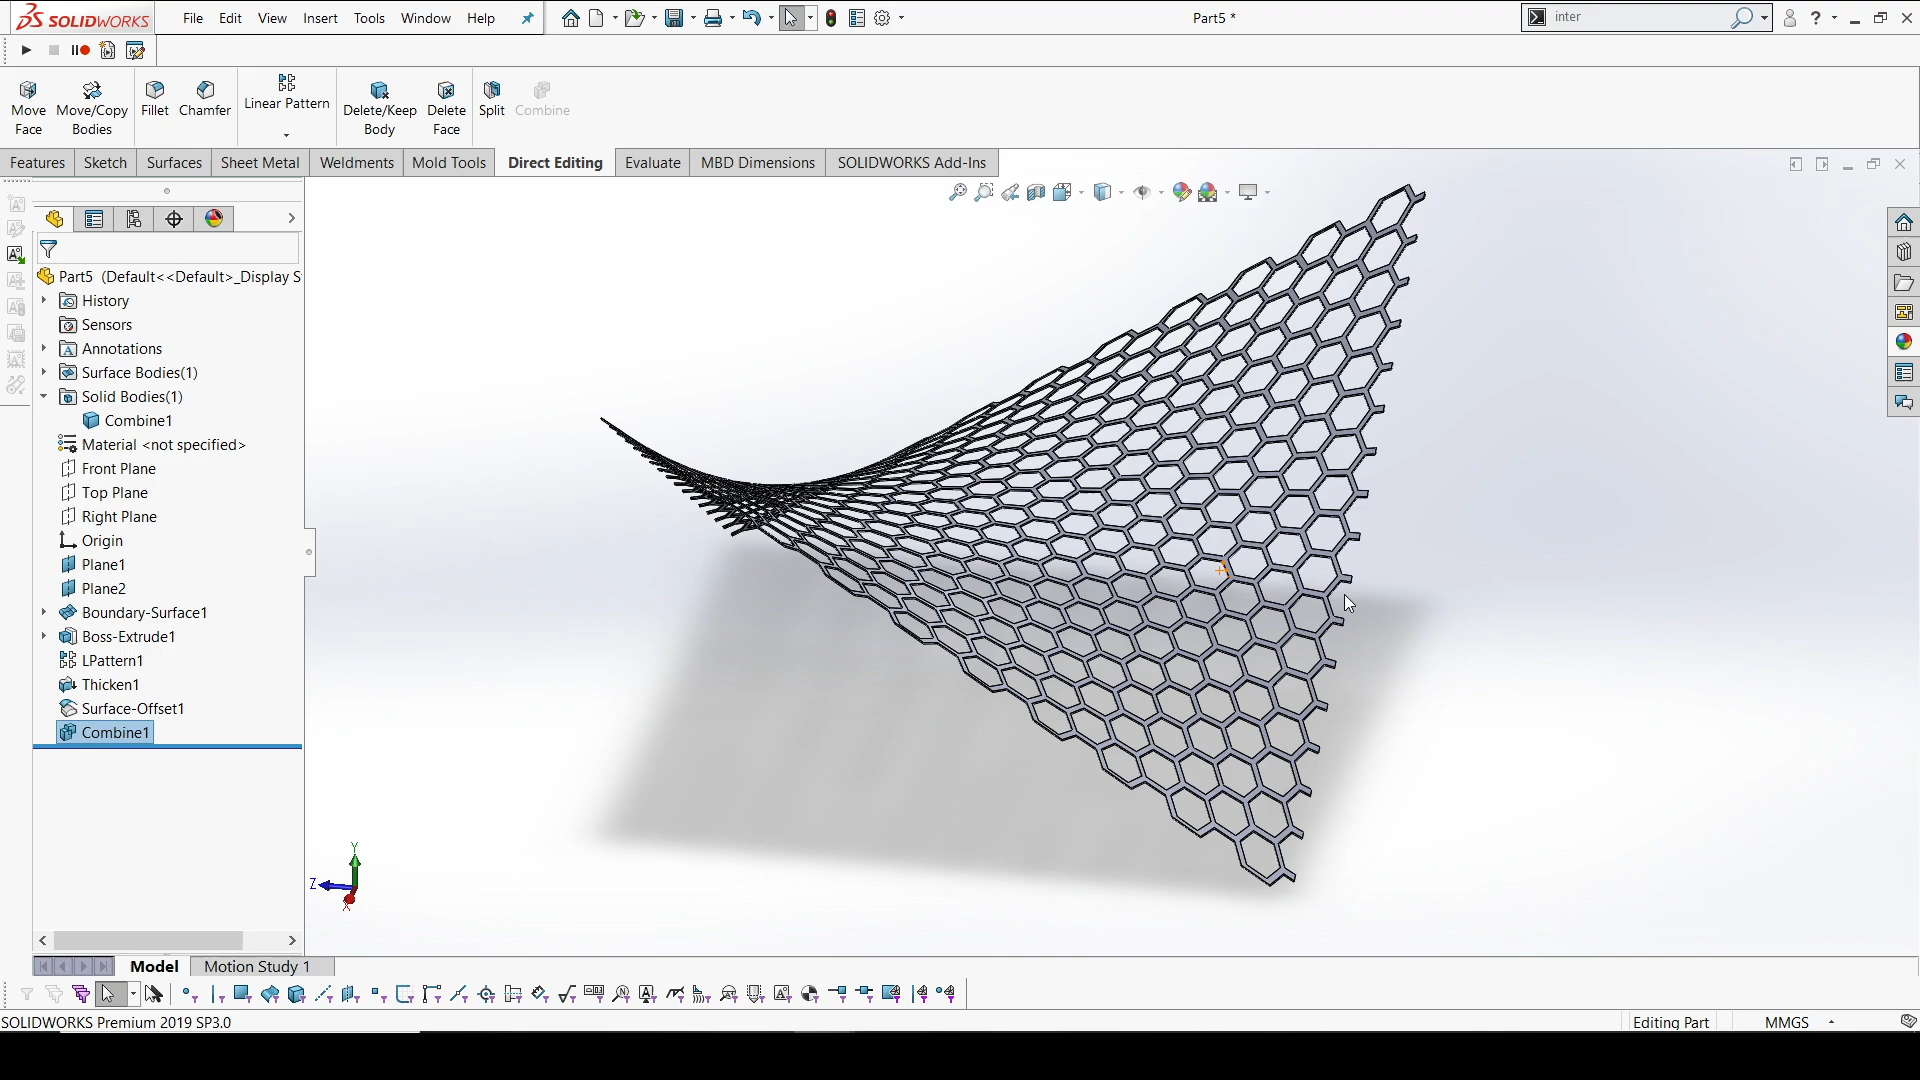 SOLIDWORKS File Edit View Insert Tools Window Help Part5 * inter ?
Move Face Move/Copy Bodies Fillet Chamfer Linear Pattern Delete/Keep Body Delete Face Split Combine
Features Sketch Surfaces Sheet Metal Weldments Mold Tools Direct Editing Evaluate MBD Dimensions SOLIDWORKS Add-Ins
Part5 (Default<<Default>_Display S
History
Sensors
Annotations
Surface Bodies(1)
Solid Bodies(1)
Combine1
Material <not specified>
Front Plane
Top Plane
Right Plane
Origin
Plane1
Plane2
Boundary-Surface1
Boss-Extrude1
LPattern1
Thicken1
Surface-Offset1
Combine1
Y
Z
X
Model Motion Study 1
SOLIDWORKS Premium 2019 SP3.0 Editing Part MMGS